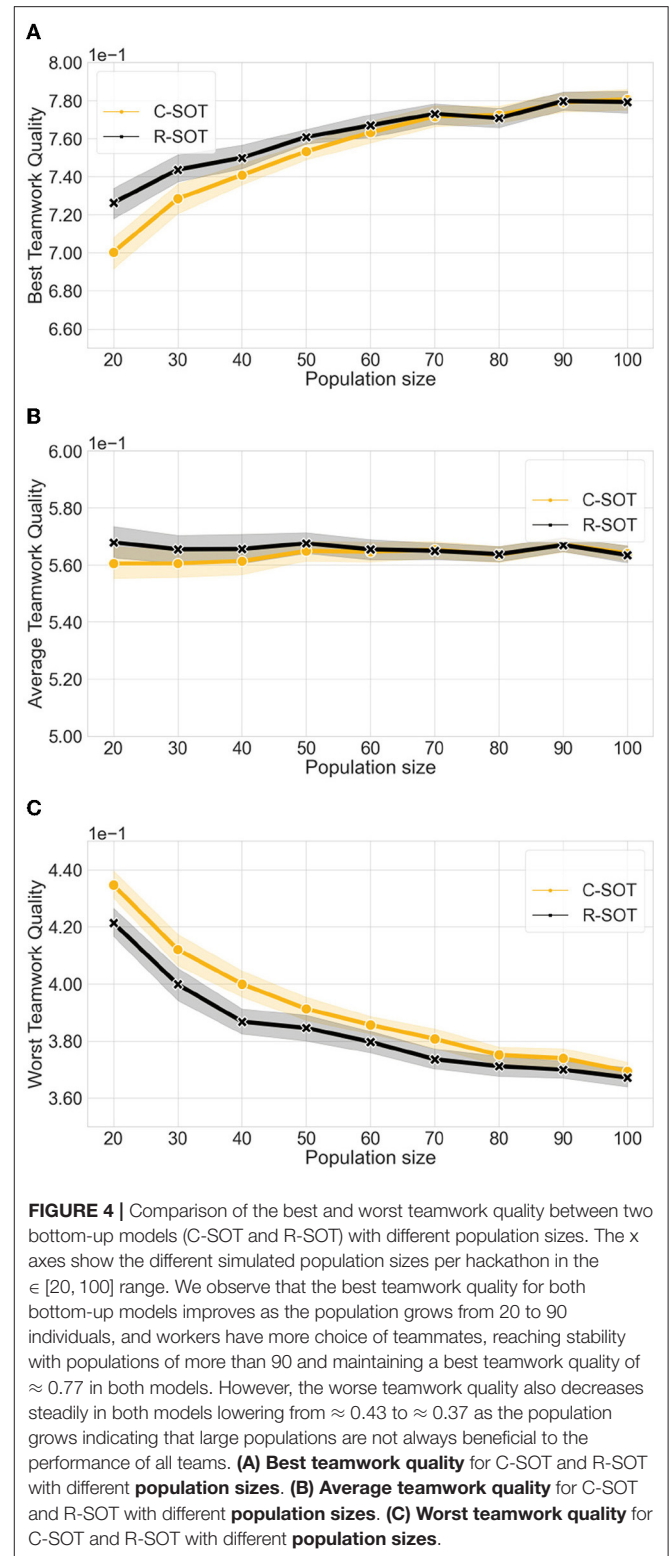 A
1e−1
8.00
7.80
7.60
7.40
7.20
7.00
6.80
6.60
Best Teamwork Quality
C-SOT
R-SOT
20 30 40 50 60 70 80 90 100
Population size
B
1e−1
6.00
5.80
5.60
5.40
5.20
5.00
Average Teamwork Quality
C-SOT
R-SOT
20 30 40 50 60 70 80 90 100
Population size
C
1e−1
4.40
4.20
4.00
3.80
3.60
Worst Teamwork Quality
C-SOT
R-SOT
20 30 40 50 60 70 80 90 100
Population size
FIGURE 4 | Comparison of the best and worst teamwork quality between two
bottom-up models (C-SOT and R-SOT) with different population sizes. The x
axes show the different simulated population sizes per hackathon in the
∈ [20, 100] range. We observe that the best teamwork quality for both
bottom-up models improves as the population grows from 20 to 90
individuals, and workers have more choice of teammates, reaching stability
with populations of more than 90 and maintaining a best teamwork quality of
≈ 0.77 in both models. However, the worse teamwork quality also decreases
steadily in both models lowering from ≈ 0.43 to ≈ 0.37 as the population
grows indicating that large populations are not always beneficial to the
performance of all teams. (A) Best teamwork quality for C-SOT and R-SOT
with different population sizes. (B) Average teamwork quality for C-SOT
and R-SOT with different population sizes. (C) Worst teamwork quality for
C-SOT and R-SOT with different population sizes.